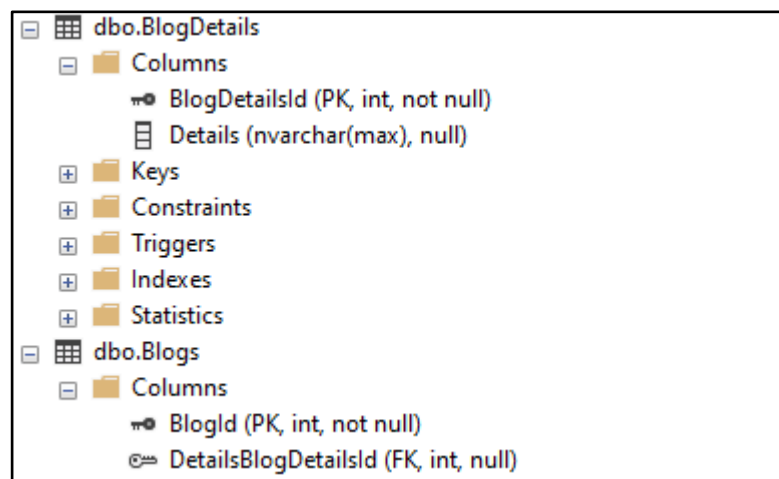 dbo.BlogDetails
Columns
BlogDetailsId (PK, int, not null)
Details (nvarchar(max), null)
Keys
Constraints
Triggers
Indexes
Statistics
dbo.Blogs
Columns
BlogId (PK, int, not null)
DetailsBlogDetailsId (FK, int, null)